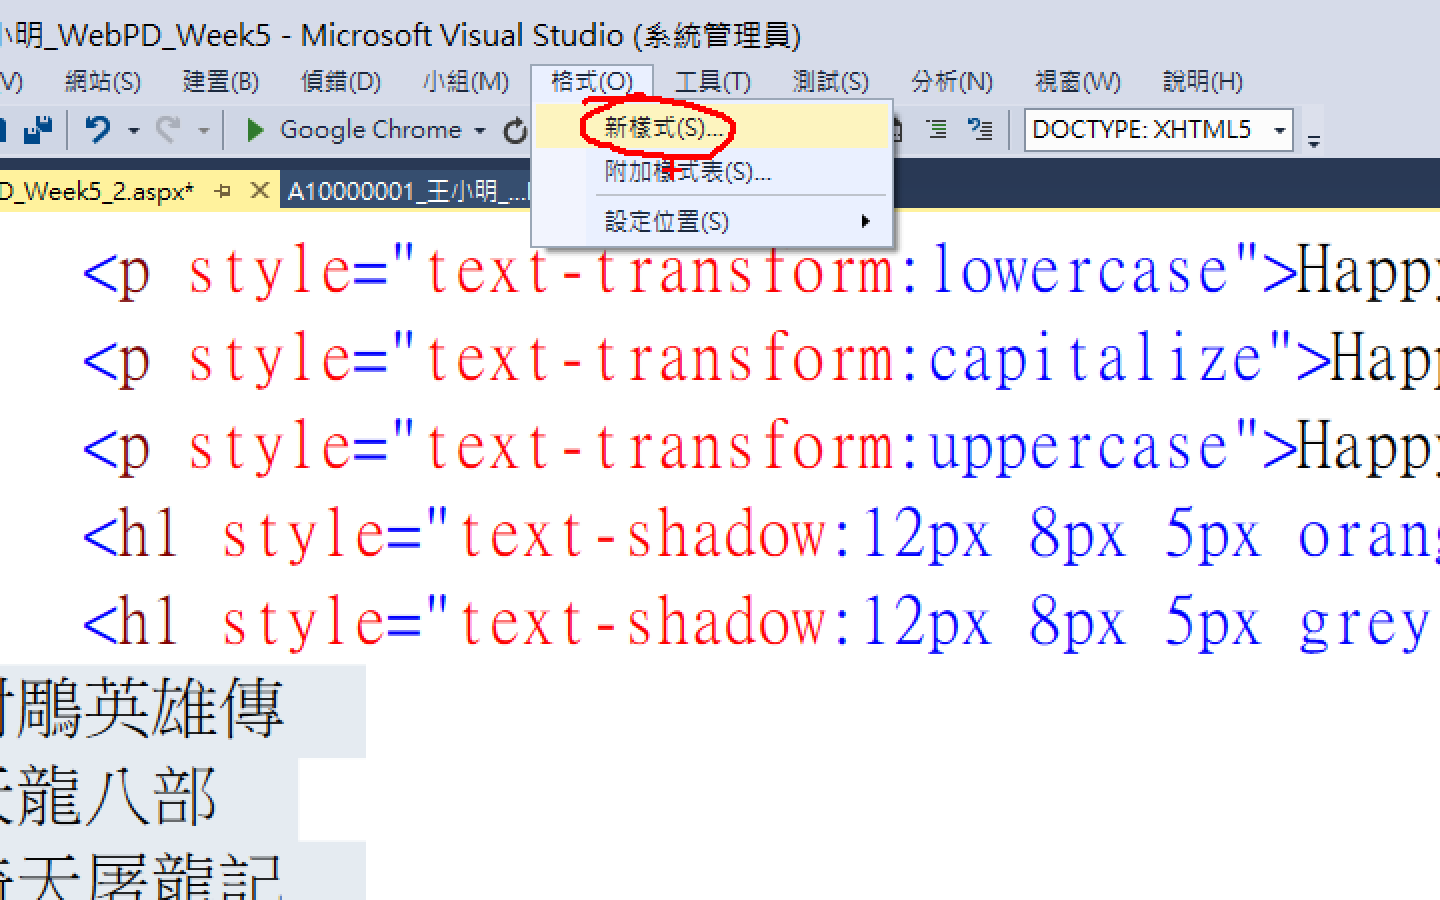 小明_WebPD_Week5 - Microsoft Visual Studio (系統管理員)
V) 網站(S) 建置(B) 偵錯(D) 小組(M) 格式(O) 工具(T) 測試(S) 分析(N) 視窗(W) 說明(H)
Google Chrome DOCTYPE: XHTML5
新樣式(S)...
附加樣式表(S)...
設定位置(S)
D_Week5_2.aspx* A10000001_王小明_...
<p style="text-transform:lowercase">Happy
<p style="text-transform:capitalize">Hap
<p style="text-transform:uppercase">Happy
<h1 style="text-shadow:12px 8px 5px orang
<h1 style="text-shadow:12px 8px 5px grey
射鵰英雄傳
天龍八部
倚天屠龍記